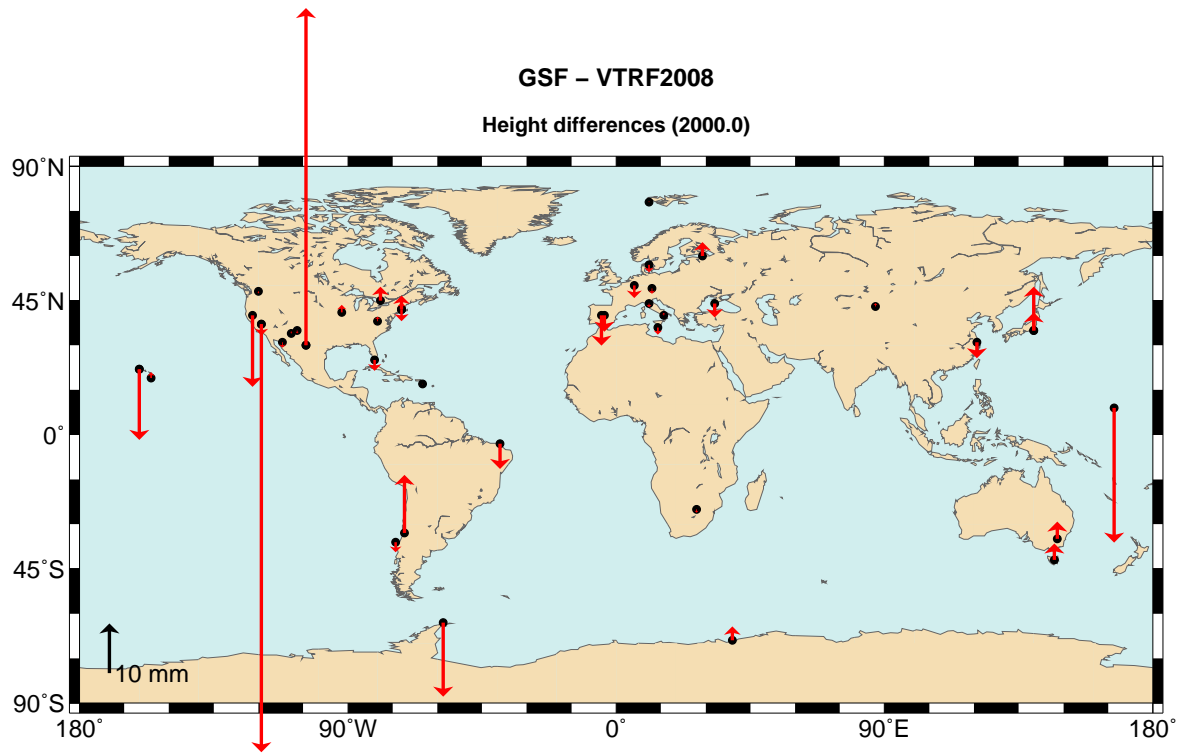 GSF – VTRF2008
Height differences (2000.0)
90˚N
45˚N
0˚
45˚S
90˚S
10 mm
180˚ 90˚W 0˚ 90˚E 180˚